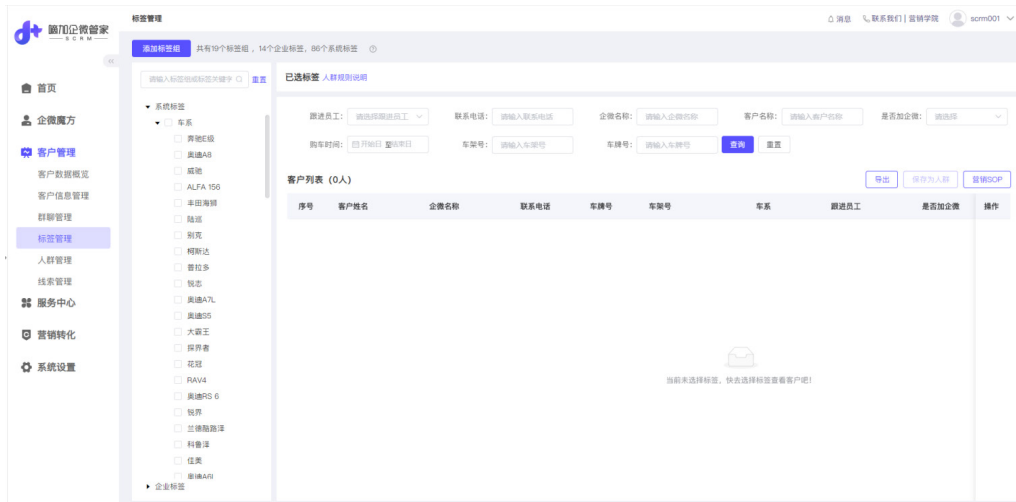 嘀加企微管家
SCRM
标签管理
消息
联系我们 | 营销学院
scrm001
添加标签组
共有19个标签组，14个企业标签，86个系统标签
首页
企微魔方
客户管理
客户数据概览
客户信息管理
群聊管理
标签管理
人群管理
线索管理
服务中心
营销转化
系统设置
请输入标签组或标签关键字
重置
系统标签
车系
奔驰E级
奥迪A8
威驰
ALFA 156
丰田海狮
陆巡
别克
柯斯达
普拉多
锐志
奥迪A7L
奥迪S5
大霸王
探界者
花冠
RAV4
奥迪RS 6
锐界
兰德酷路泽
科鲁泽
佳美
奥迪A6L
企业标签
已选标签 人群规则说明
跟进员工: 请选择跟进员工
联系电话: 请输入联系电话
企微名称: 请输入企微名称
客户名称: 请输入客户名称
是否加企微: 请选择
购车时间: 开始日 至 结束日
车架号: 请输入车架号
车牌号: 请输入车牌号
查询
重置
客户列表（0人）
导出
保存为人群
营销SOP
序号 客户姓名 企微名称 联系电话 车牌号 车架号 车系 跟进员工 是否加企微 操作
当前未选择标签，快去选择标签查看客户吧！